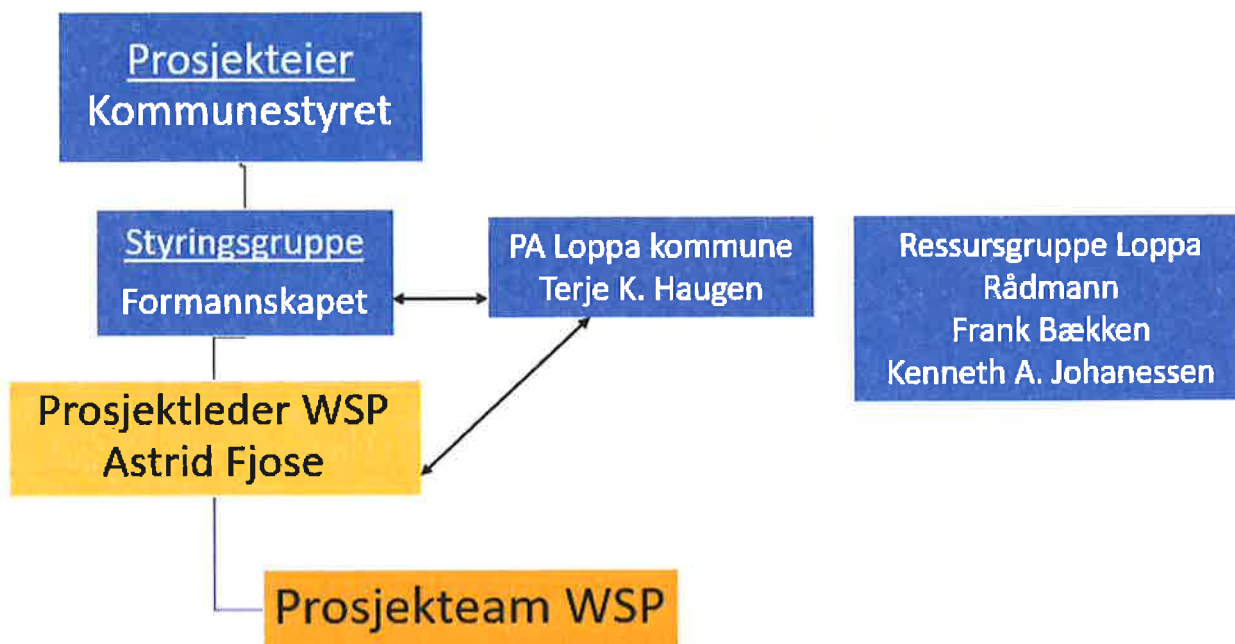 Prosjekteier
Kommunestyret
Styringsgruppe
Formannskapet
PA Loppa kommune
Terje K. Haugen
Ressursgruppe Loppa
Rådmann
Frank Bækken
Kenneth A. Johanessen
Prosjektleder WSP
Astrid Fjose
Prosjekteam WSP